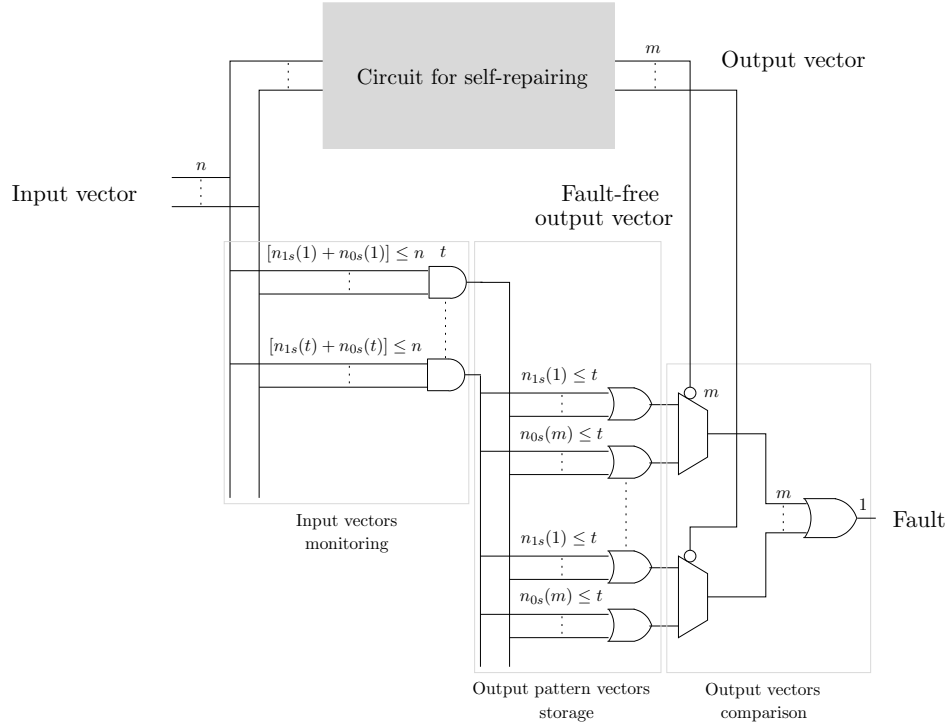 m
Output vector
Circuit for self-repairing
n
Input vector
Fault-free
output vector
[n₁ₛ(1) + n₀ₛ(1)] ≤ n
t
[n₁ₛ(t) + n₀ₛ(t)] ≤ n
n₁ₛ(1) ≤ t
m
n₀ₛ(m) ≤ t
m
1
Fault
Input vectors
monitoring
n₁ₛ(1) ≤ t
n₀ₛ(m) ≤ t
Output pattern vectors
storage
Output vectors
comparison